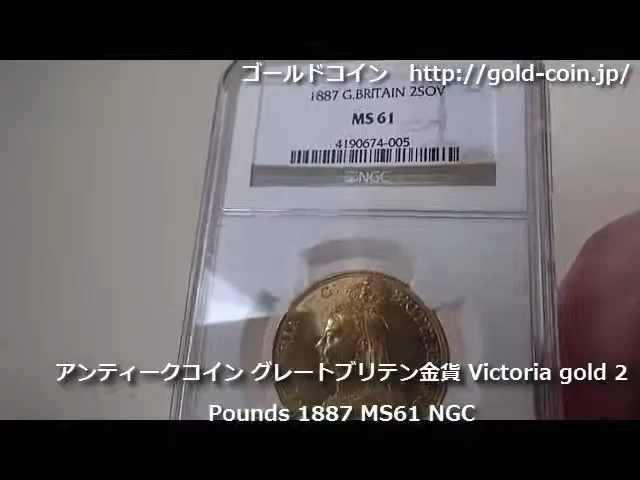 ゴールドコイン http://gold-coin.jp/
1887 G.BRITAIN 2SOV
MS 61
4190674-005
NGC
BRITT
アンティークコイン グレートブリテン金貨 Victoria gold 2
Pounds 1887 MS61 NGC